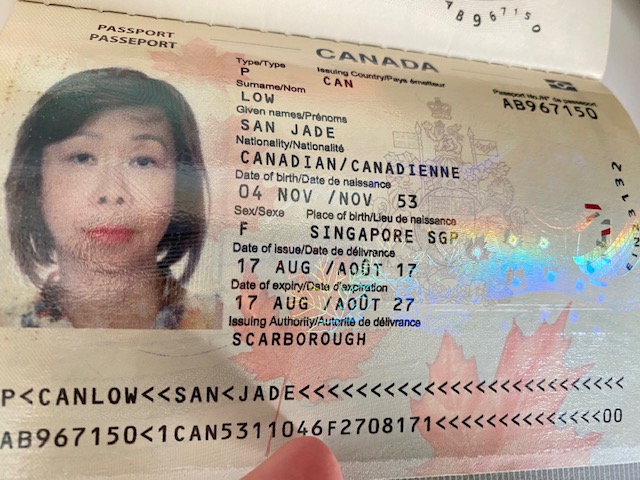 AB967150
PASSPORT
PASSEPORT
CANADA
Type/Type
Issuing Country/Pays émetteur
Passport No./N° de passeport
P
CAN
AB967150
Surname/Nom
LOW
Given names/Prénoms
SAN JADE
Nationality/Nationalité
CANADIAN/CANADIENNE
Date of birth/Date de naissance
04 NOV /NOV 53
Sex/Sexe Place of birth/Lieu de naissance
F SINGAPORE SGP
Date of issue/Date de délivrance
17 AUG /AOÛT 17
Date of expiry/Date d'expiration
17 AUG /AOÛT 27
Issuing Authority/Autorité de délivrance
SCARBOROUGH
P<CANLOW<<SAN<JADE<<<<<<<<<<<<<<<<<<<<<<<<<<
AB967150<1CAN5311046F2708171<<<<<<<<<<<<<<00